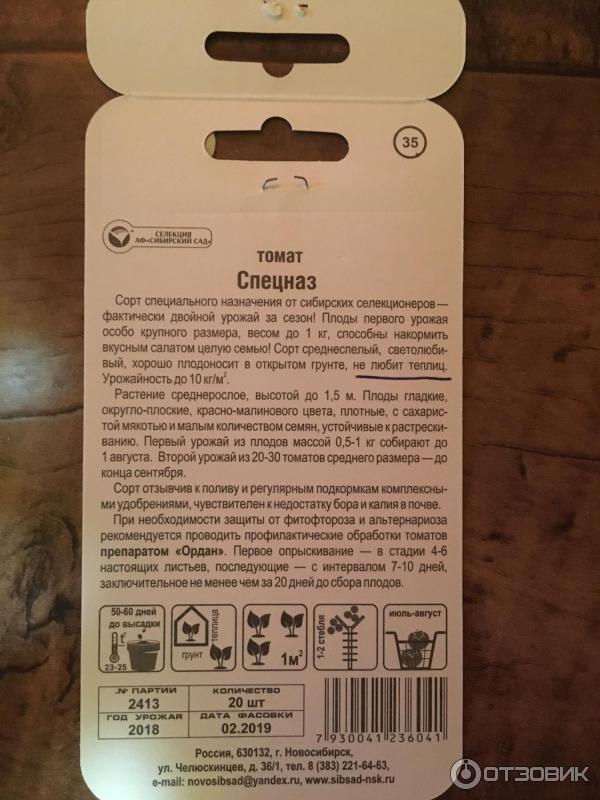 35
СЕЛЕКЦИЯ
АФ«СИБИРСКИЙ САД»
томат
Спецназ
Сорт специального назначения от сибирских селекционеров —
фактически двойной урожай за сезон! Плоды первого урожая
особо крупного размера, весом до 1 кг, способны накормить
вкусным салатом целую семью! Сорт среднеспелый, светолюби-
вый, хорошо плодоносит в открытом грунте, не любит теплиц.
Урожайность до 10 кг/м².
Растение среднерослое, высотой до 1,5 м. Плоды гладкие,
округло-плоские, красно-малинового цвета, плотные, с сахарис-
той мякотью и малым количеством семян, устойчивые к растрески-
ванию. Первый урожай из плодов массой 0,5-1 кг собирают до
1 августа. Второй урожай из 20-30 томатов среднего размера — до
конца сентября.
Сорт отзывчив к поливу и регулярным подкормкам комплексны-
ми удобрениями, чувствителен к недостатку бора и калия в почве.
При необходимости защиты от фитофтороза и альтернариоза
рекомендуется проводить профилактические обработки томатов
препаратом «Ордан». Первое опрыскивание — в стадии 4-6
настоящих листьев, последующие — с интервалом 7-10 дней,
заключительное не менее чем за 20 дней до сбора плодов.
50-60 дней
до высадки
t°
23-25
грунт
теплица
1м²
1-2 стебля
июль-август
№ ПАРТИИ
КОЛИЧЕСТВО
2413
20 шт
ГОД УРОЖАЯ
ДАТА ФАСОВКИ
2018
02.2019
7 930041 236041
Россия, 630132, г. Новосибирск,
ул. Челюскинцев, д. 36/1, тел. 8 (383) 221-64-63,
e-mail: novosibsad@yandex.ru - www.sibsad-nsk.ru
ОТЗОВИК